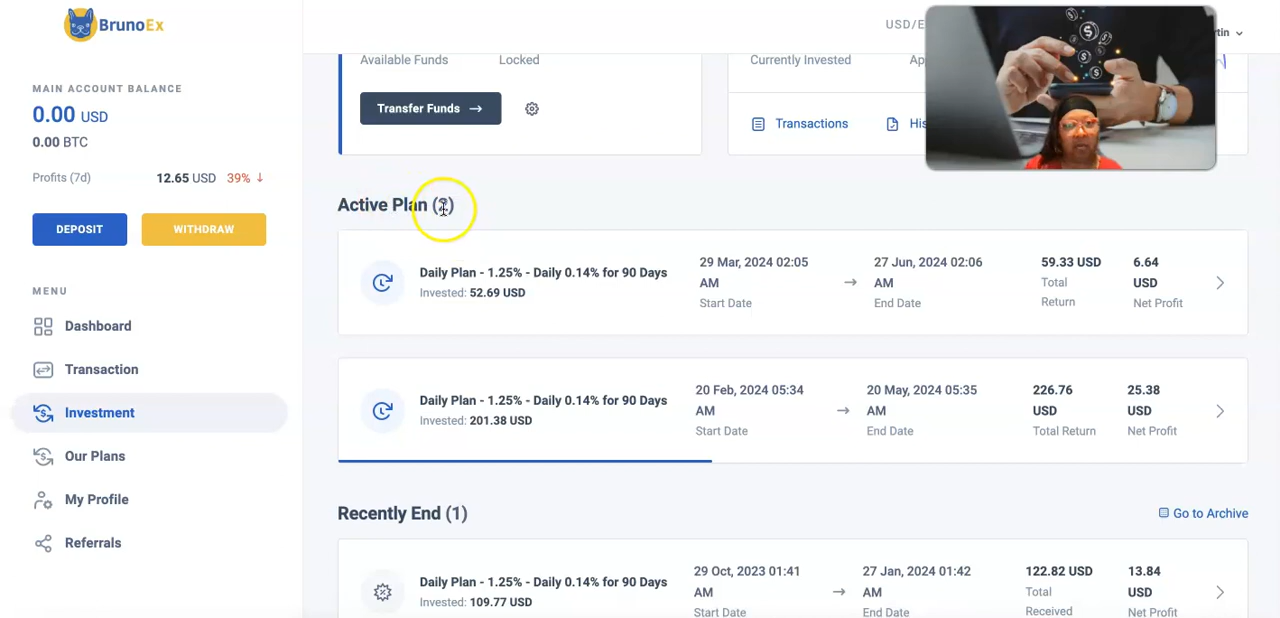 BrunoEx
MAIN ACCOUNT BALANCE
0.00 USD
0.00 BTC
Profits (7d) 12.65 USD 39% ↓
DEPOSIT WITHDRAW
MENU
Dashboard
Transaction
Investment
Our Plans
My Profile
Referrals
USD/E
Available Funds Locked
Transfer Funds →
Currently Invested
Transactions
Active Plan (2)
Daily Plan - 1.25% - Daily 0.14% for 90 Days
Invested: 52.69 USD
29 Mar, 2024 02:05
AM
Start Date
→
27 Jun, 2024 02:06
AM
End Date
59.33 USD
Total
Return
6.64
USD
Net Profit
Daily Plan - 1.25% - Daily 0.14% for 90 Days
Invested: 201.38 USD
20 Feb, 2024 05:34
AM
Start Date
→
20 May, 2024 05:35
AM
End Date
226.76
USD
Total Return
25.38
USD
Net Profit
Recently End (1)
Go to Archive
Daily Plan - 1.25% - Daily 0.14% for 90 Days
Invested: 109.77 USD
29 Oct, 2023 01:41
AM
Start Date
→
27 Jan, 2024 01:42
AM
End Date
122.82 USD
Total
Received
13.84
USD
Net Profit